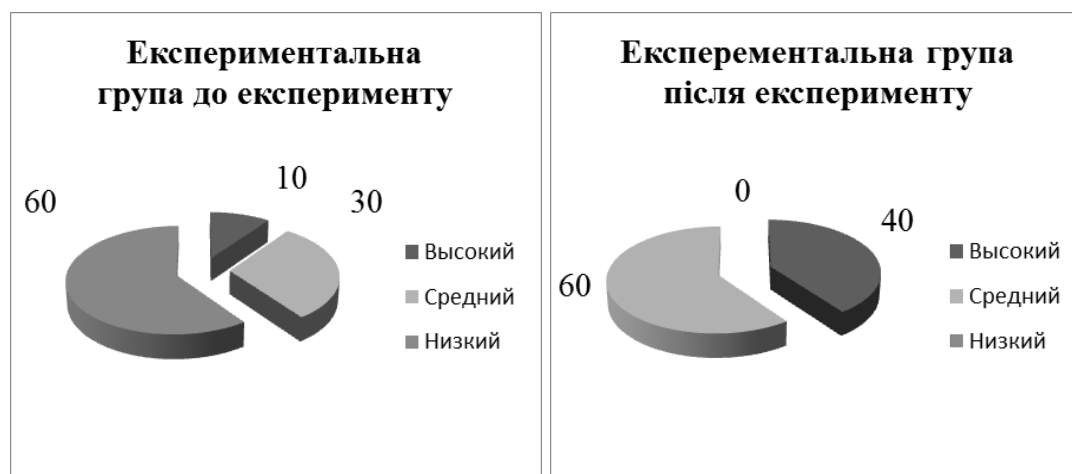 Експериментальна
група до експерименту
60
10
30
Высокий
Средний
Низкий
Эксперементальна група
після експерименту
0
40
60
Высокий
Средний
Низкий